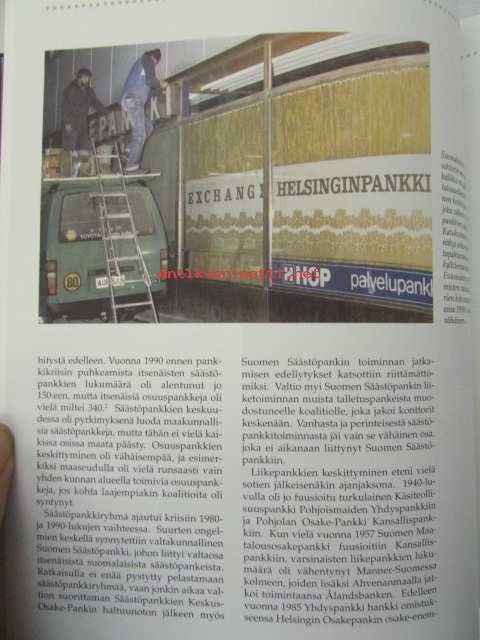 EXCHANGE HELSINGINPANKKI
HOP palvelupankki
TOYOTA
80
antikvariaatti.net
hitystä edelleen. Vuonna 1990 ennen pank-
kikriisin puhkeamista itsenäisten säästö-
pankkien lukumäärä oli alentunut jo
150:een, mutta itsenäisiä osuuspankkeja oli
vielä miltei 340.² Säästöpankkien keskuu-
dessa oli pyrkimyksenä luoda maakunnalli-
sia säästöpankkeja, mutta tähän ei vielä kai-
kissa osissa maata päästy. Osuuspankkien
keskittyminen oli vähäisempää, ja esimer-
kiksi maaseudulla oli vielä runsaasti vain
yhden kunnan alueella toimivia osuuspank-
keja, jos kohta laajempiakin koalitioita oli
syntynyt.
Säästöpankkiryhmä ajautui kriisiin 1980-
ja 1990-lukujen vaihteessa. Suurten ongel-
mien keskellä synnytettiin valtakunnallinen
Suomen Säästöpankki, johon liittyi valtaosa
itsenäisistä suomalaisista säästöpankeista.
Ratkaisulla ei enää pystytty pelastamaan
säästöpankkiryhmää, vaan jonkin aikaa val-
tion suorittaman Säästöpankkien Keskus-
Osake-Pankin haltuunoton jälkeen myös
Suomen Säästöpankin toiminnan jatka-
misen edellytykset katsottiin riittämättö-
miksi. Valtio myi Suomen Säästöpankin lii-
ketoiminnan muista talletuspankeista muo-
dostuneelle koalitiolle, joka jakoi konttorit
keskenään. Vanhasta ja perinteisestä säästö-
pankkitoiminnasta jäi vain se vähäinen osa,
joka ei aikanaan liittynyt Suomen Säästö-
pankkiin.
Liikepankkien keskittyminen eteni vielä
sotien jälkeisenäkin ajanjaksona. 1940-lu-
vulla oli jo fuusioitu turkulainen Käsiteolli-
suuspankki Pohjoismaiden Yhdyspankkiin
ja Pohjolan Osake-Pankki Kansallispank-
kiin. Kun vielä vuonna 1957 Suomen Maa-
talousosakepankki fuusioitiin Kansallis-
pankkiin, varsinaisten liikepankkien luku-
määrä oli vähentynyt Manner-Suomessa
kolmeen, joiden lisäksi Ahvenanmaalla jat-
koi toimintaansa Ålandsbanken. Edelleen
vuonna 1985 Yhdyspankki hankki omistuk-
seensa Helsingin Osakepankin osake-enem-